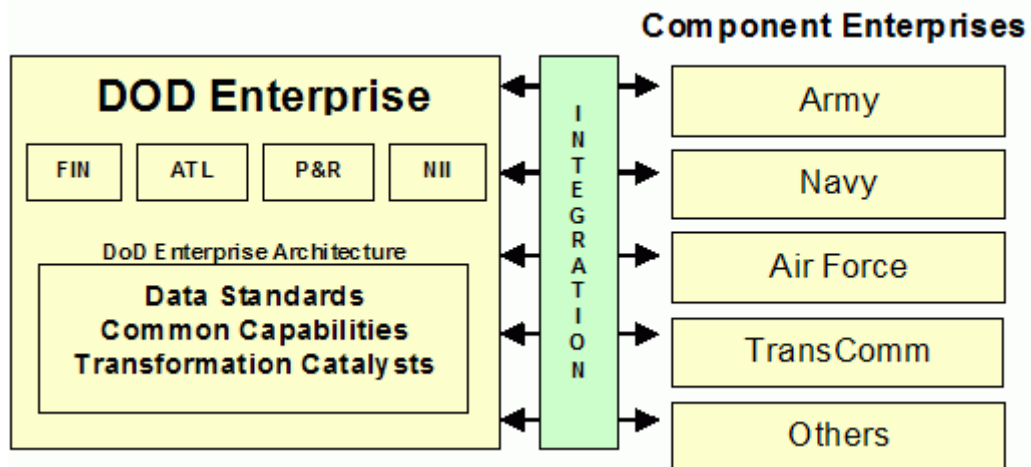 Component Enterprises
DOD Enterprise
FIN
ATL
P&R
NII
DoD Enterprise Architecture
Data Standards
Common Capabilities
Transformation Catalysts
INTEGRATION
Army
Navy
Air Force
TransComm
Others